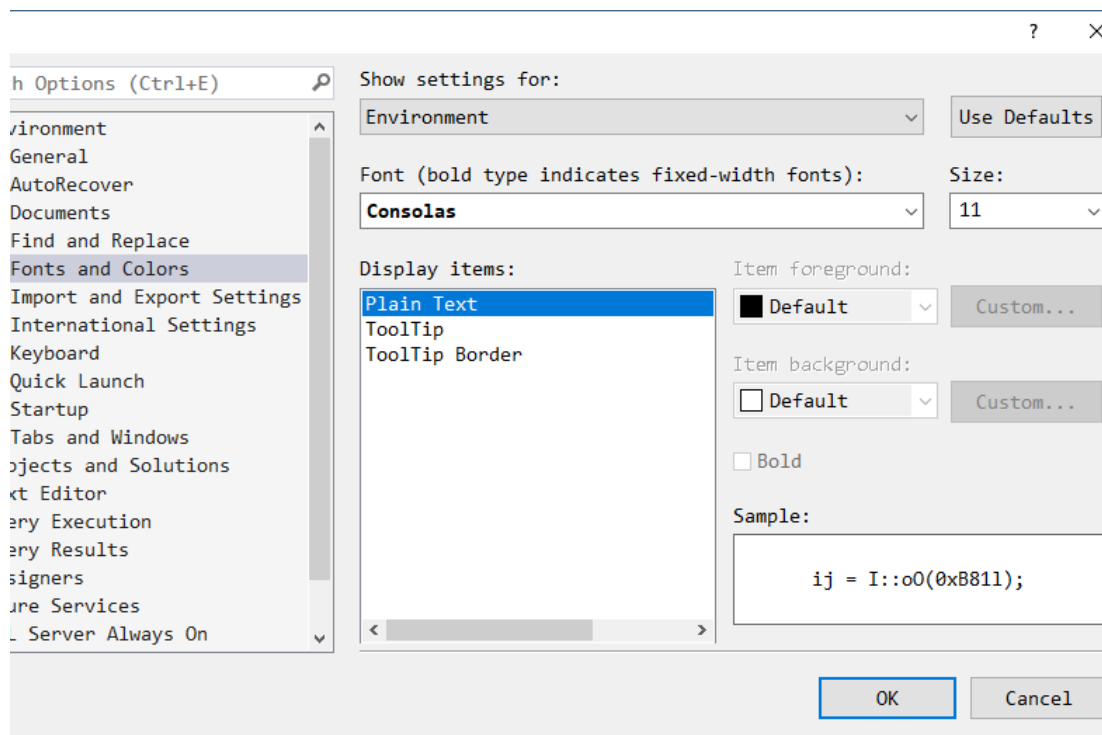 ?
h Options (Ctrl+E)
vironment
General
AutoRecover
Documents
Find and Replace
Fonts and Colors
Import and Export Settings
International Settings
Keyboard
Quick Launch
Startup
Tabs and Windows
ojects and Solutions
xt Editor
ery Execution
ery Results
signers
ure Services
L Server Always On
Show settings for:
Environment
Use Defaults
Font (bold type indicates fixed-width fonts):
Size:
Consolas
11
Display items:
Plain Text
ToolTip
ToolTip Border
Item foreground:
Default
Custom...
Item background:
Default
Custom...
Bold
Sample:
ij = I::oO(0xB81l);
OK
Cancel